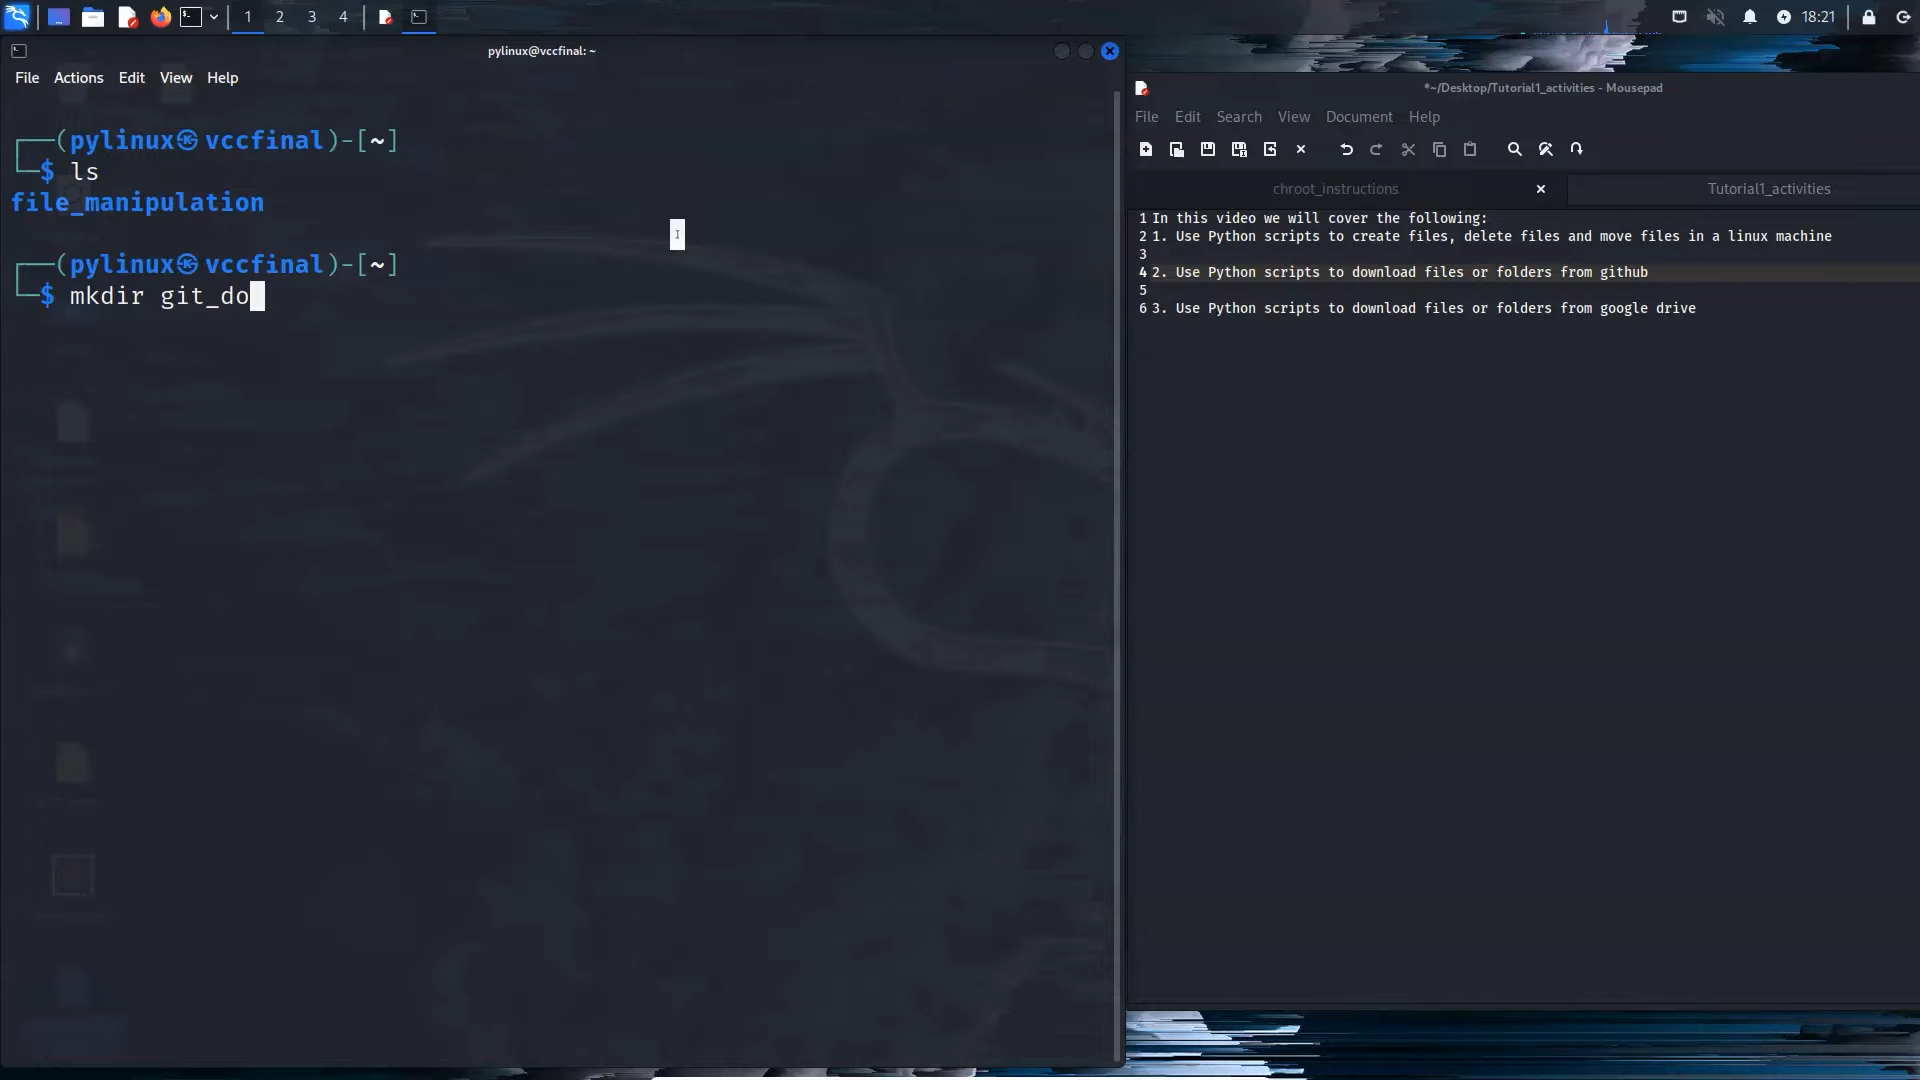 1 2 3 4
18:21
pylinux@vccfinal: ~
File Actions Edit View Help
┌──(pylinux㉿vccfinal)-[~]
└─$ ls
file_manipulation
┌──(pylinux㉿vccfinal)-[~]
└─$ mkdir git_do
*~/Desktop/Tutorial1_activities - Mousepad
File Edit Search View Document Help
chroot_instructions
Tutorial1_activities
1 In this video we will cover the following:
2 1. Use Python scripts to create files, delete files and move files in a linux machine
3
4 2. Use Python scripts to download files or folders from github
5
6 3. Use Python scripts to download files or folders from google drive